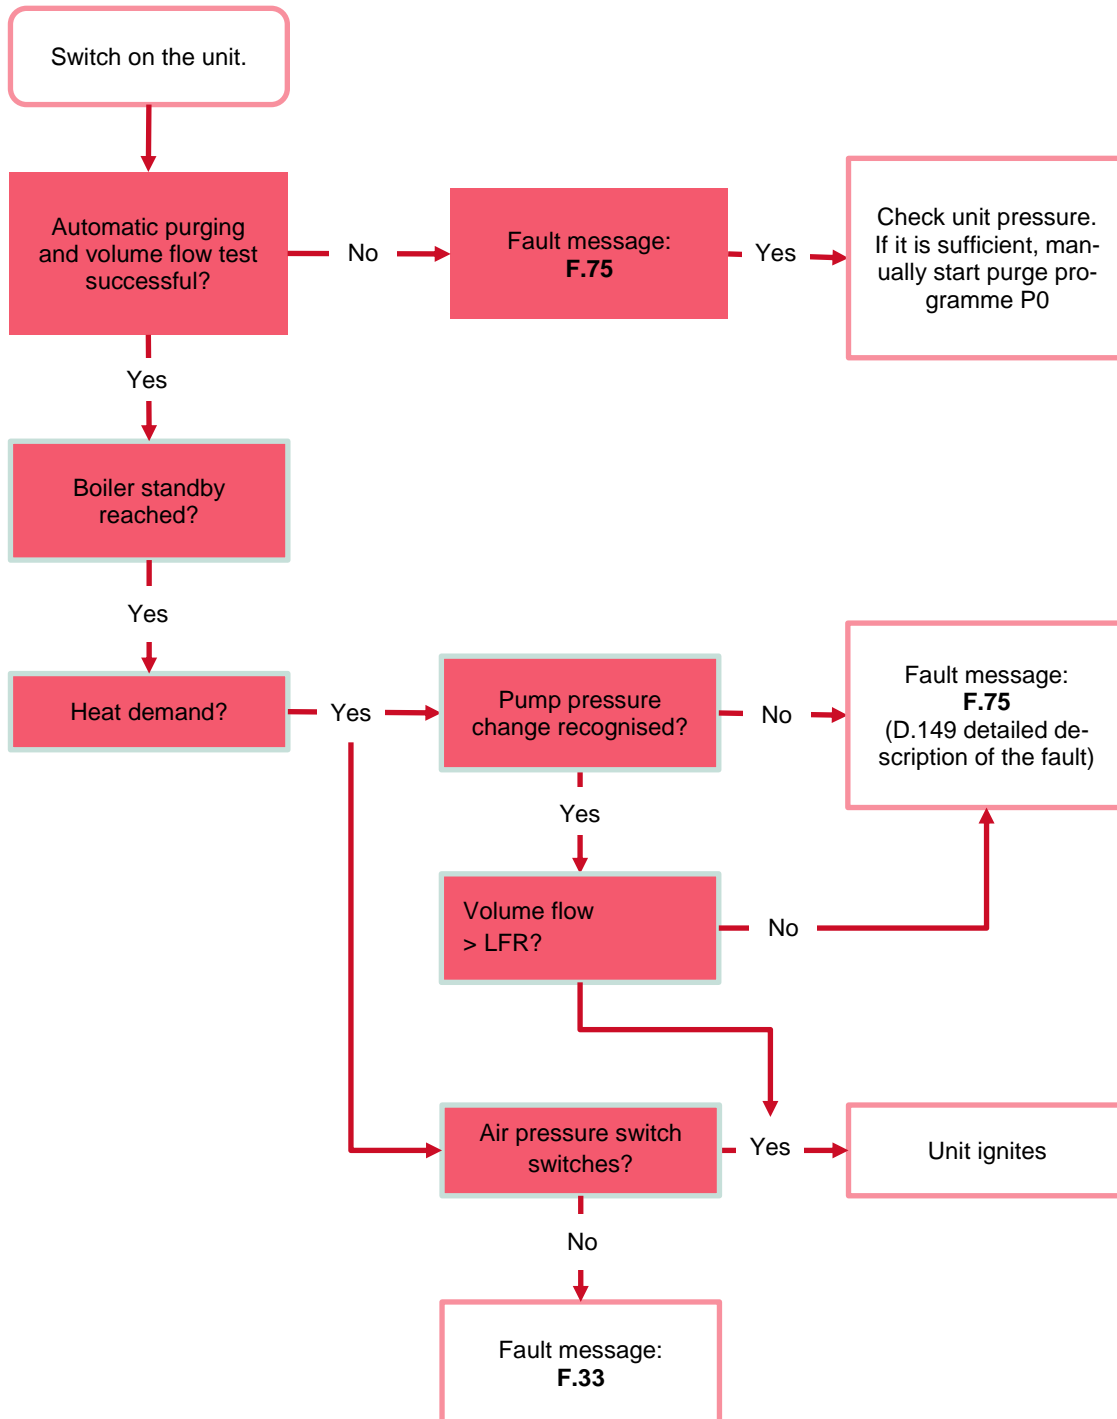 Switch on the unit.
Automatic purging
and volume flow test
successful?
No
Fault message:
F.75
Yes
Check unit pressure.
If it is sufficient, man-
ually start purge pro-
gramme P0
Yes
Boiler standby
reached?
Yes
Heat demand?
Yes
Pump pressure
change recognised?
No
Fault message:
F.75
(D.149 detailed de-
scription of the fault)
Yes
Volume flow
> LFR?
No
Air pressure switch
switches?
Yes
Unit ignites
No
Fault message:
F.33